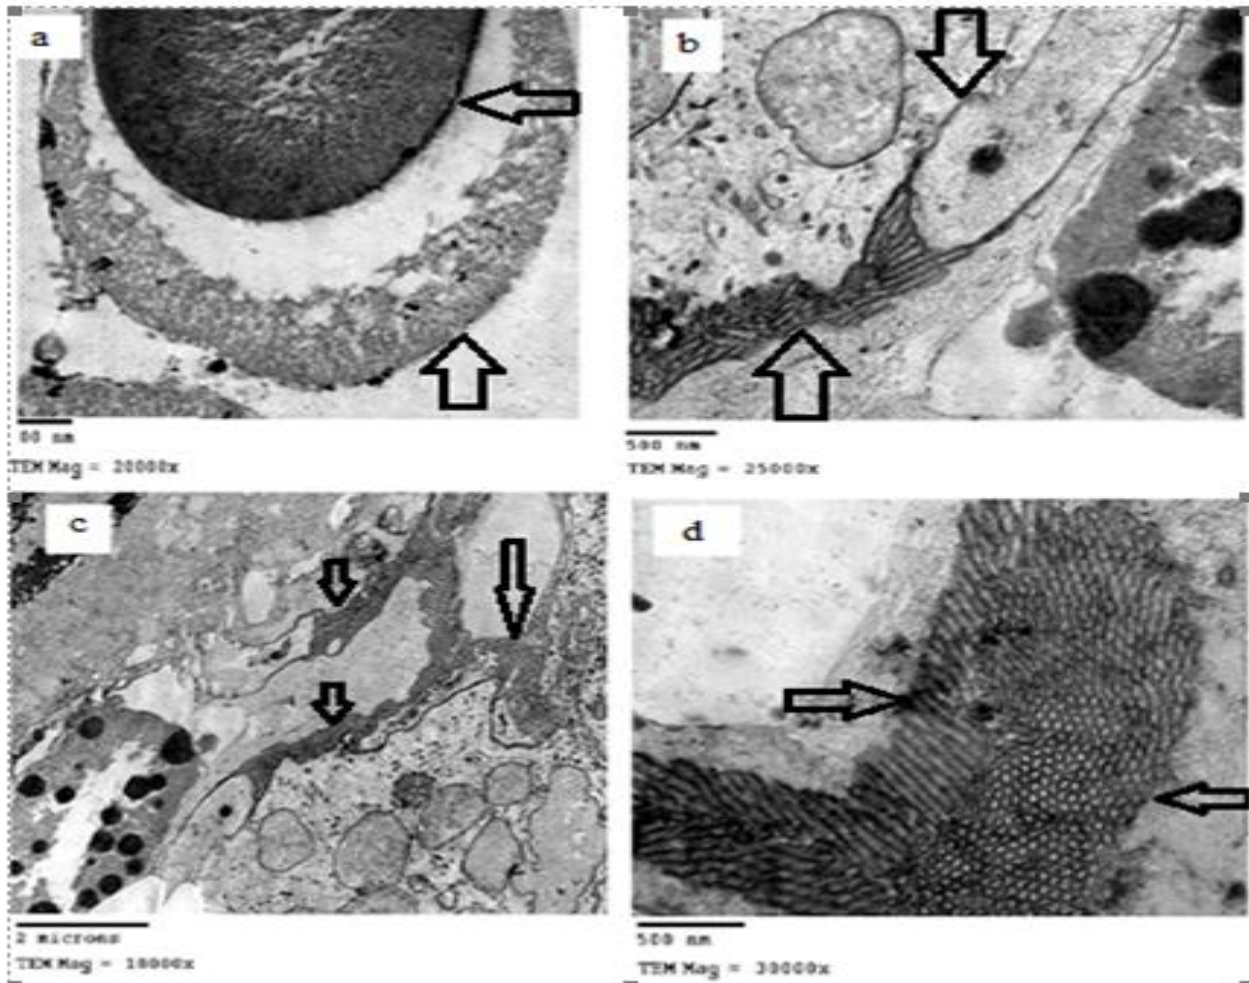 a
b
00 nm
TEM Mag = 20000x
500 nm
TEM Mag = 25000x
c
d
2 microns
TEM Mag = 10000x
500 nm
TEM Mag = 30000x